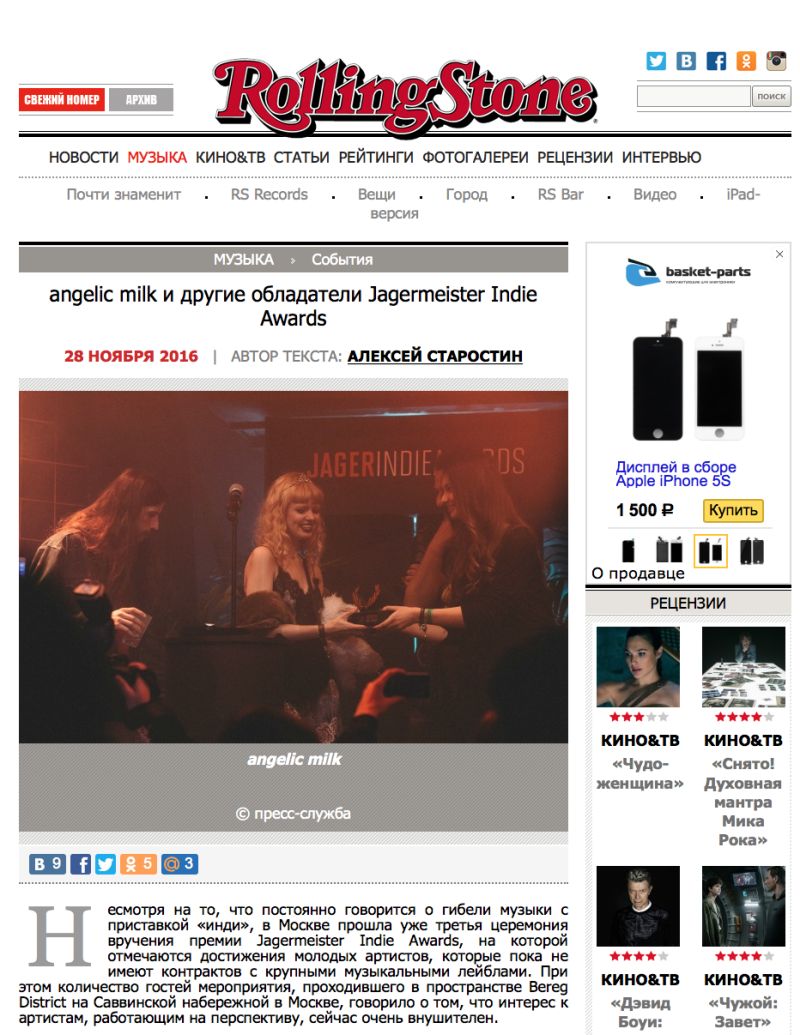 RollingStone
СВЕЖИЙ НОМЕР
АРХИВ
поиск
НОВОСТИ МУЗЫКА КИНО&ТВ СТАТЬИ РЕЙТИНГИ ФОТОГАЛЕРЕИ РЕЦЕНЗИИ ИНТЕРВЬЮ
Почти знаменит . RS Records . Вещи . Город . RS Bar . Видео . iPad-
версия
МУЗЫКА › События
angelic milk и другие обладатели Jagermeister Indie
Awards
28 НОЯБРЯ 2016 | АВТОР ТЕКСТА: АЛЕКСЕЙ СТАРОСТИН
JAGERINDIEAWARDS
angelic milk
© пресс-служба
B 9
f
5
@ 3
Несмотря на то, что постоянно говорится о гибели музыки с
приставкой «инди», в Москве прошла уже третья церемония
вручения премии Jagermeister Indie Awards, на которой
отмечаются достижения молодых артистов, которые пока не
имеют контрактов с крупными музыкальными лейблами. При
этом количество гостей мероприятия, проходившего в пространстве Bereg
District на Саввинской набережной в Москве, говорило о том, что интерес к
артистам, работающим на перспективу, сейчас очень внушителен.
basket-parts
Дисплей в сборе
Apple iPhone 5S
1 500 ₽
Купить
О продавце
РЕЦЕНЗИИ
КИНО&ТВ
«Чудо-
женщина»
КИНО&ТВ
«Снято!
Духовная
мантра
Мика
Рока»
КИНО&ТВ
«Дэвид
Боуи:
КИНО&ТВ
«Чужой:
Завет»